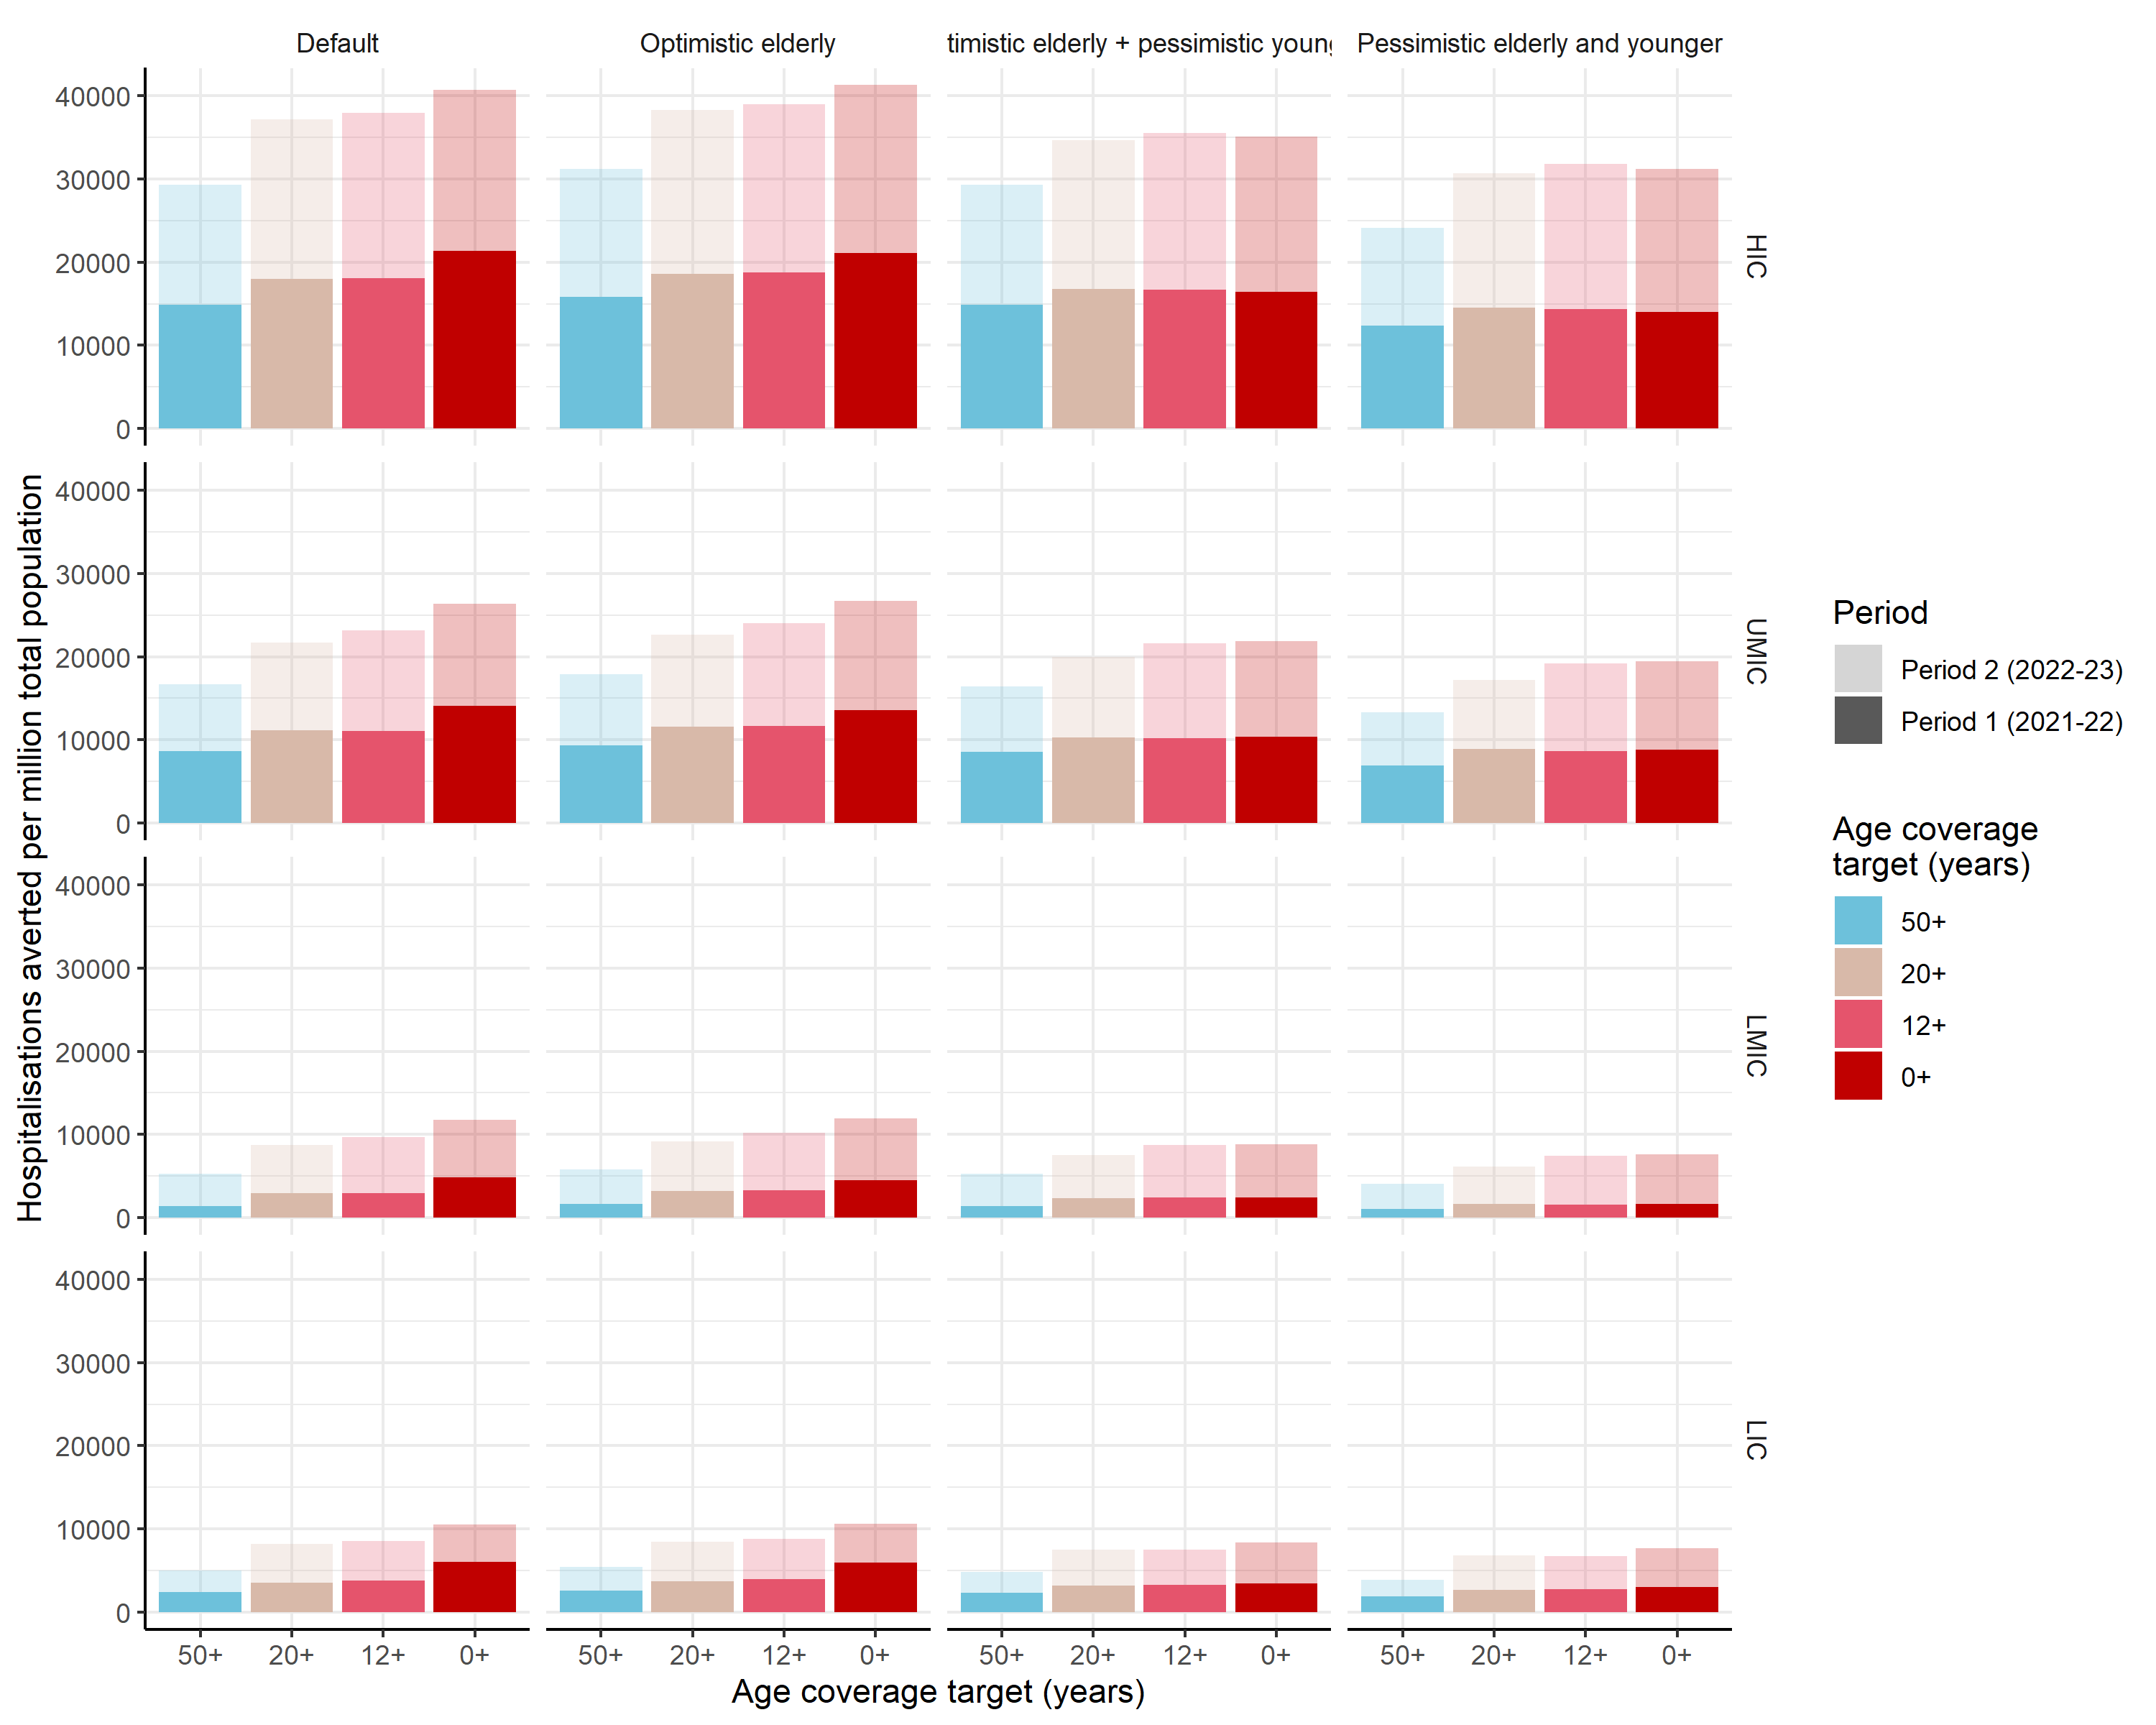 Default
Optimistic elderly
timistic elderly + pessimistic young
Pessimistic elderly and younger
Hospitalisations averted per million total population
40000
30000
20000
10000
0
HIC
40000
30000
20000
10000
0
UMIC
40000
30000
20000
10000
0
LMIC
40000
30000
20000
10000
0
LIC
50+ 20+ 12+ 0+
50+ 20+ 12+ 0+
50+ 20+ 12+ 0+
50+ 20+ 12+ 0+
Age coverage target (years)
Period
Period 2 (2022-23)
Period 1 (2021-22)
Age coverage
target (years)
50+
20+
12+
0+